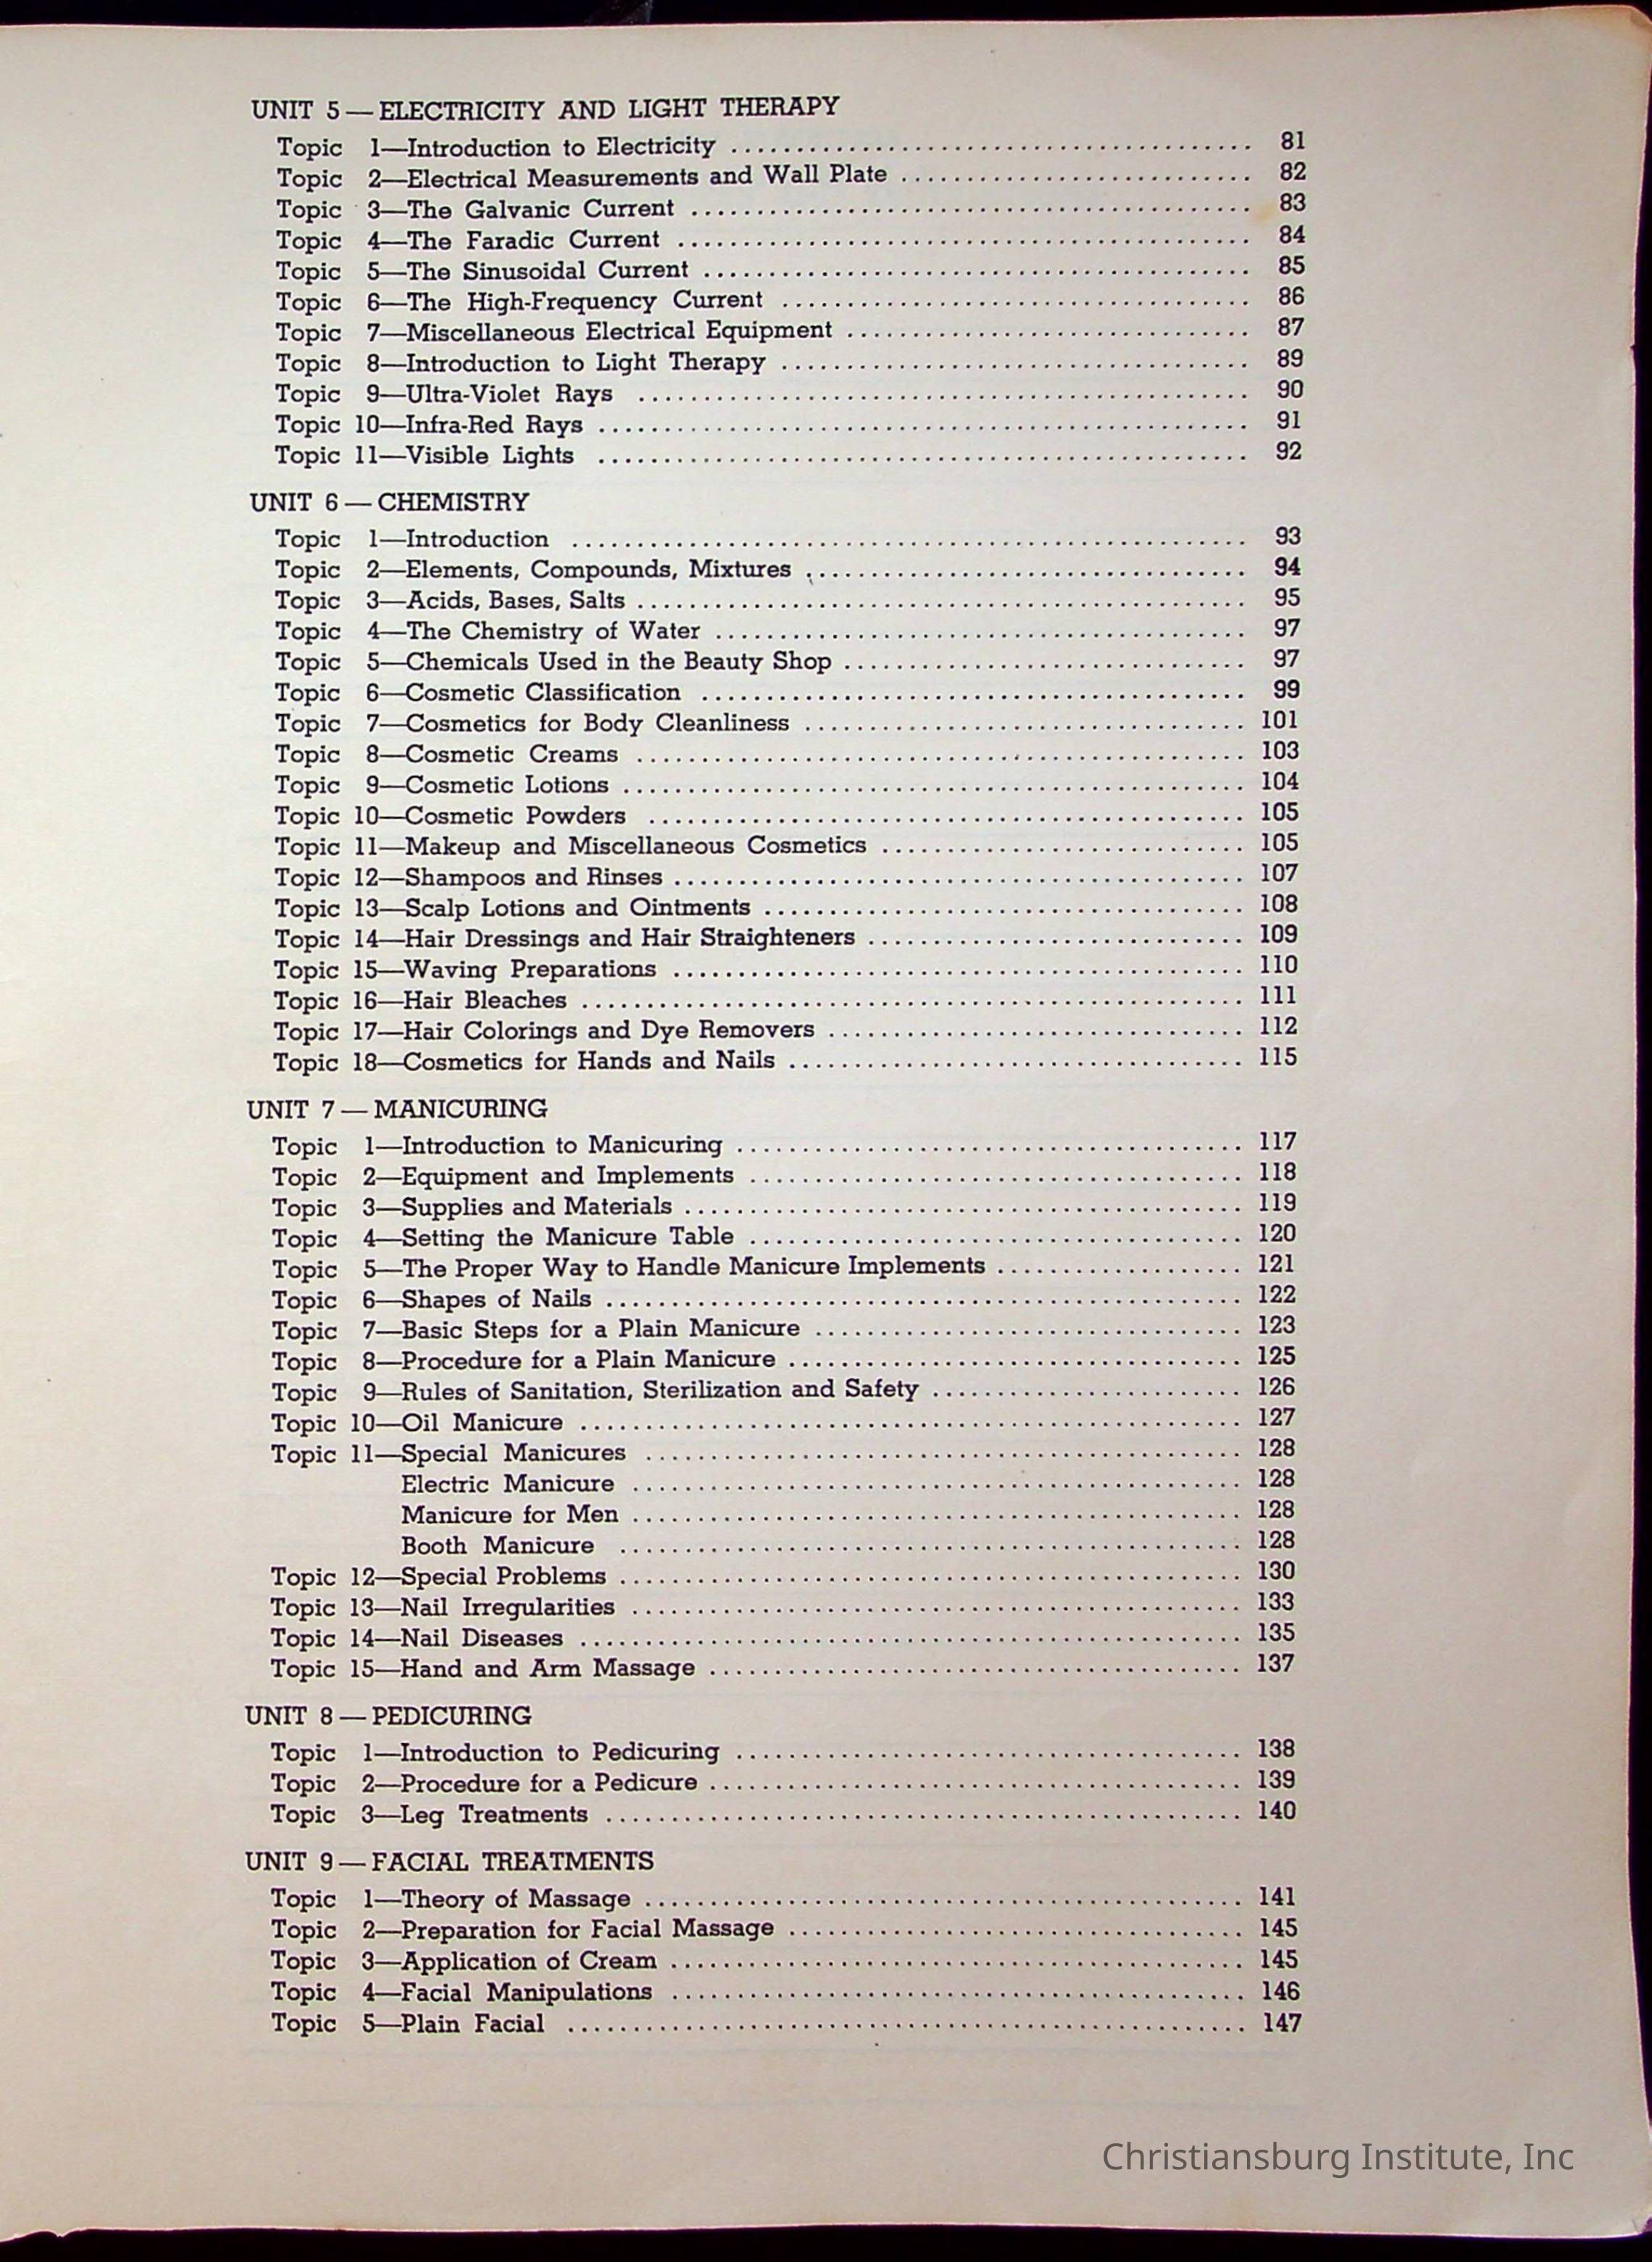 UNIT 5—ELECTRICITY AND LIGHT THERAPY
Topic 1—Introduction to Electricity ........................................ 81
Topic 2—Electrical Measurements and Wall Plate ........................... 82
Topic 3—The Galvanic Current ........................................... 83
Topic 4—The Faradic Current ............................................ 84
Topic 5—The Sinusoidal Current .......................................... 85
Topic 6—The High-Frequency Current .................................... 86
Topic 7—Miscellaneous Electrical Equipment ............................... 87
Topic 8—Introduction to Light Therapy .................................... 89
Topic 9—Ultra-Violet Rays ............................................... 90
Topic 10—Infra-Red Rays .................................................. 91
Topic 11—Visible Lights .................................................. 92
UNIT 6—CHEMISTRY
Topic 1—Introduction .................................................... 93
Topic 2—Elements, Compounds, Mixtures .................................. 94
Topic 3—Acids, Bases, Salts ............................................... 95
Topic 4—The Chemistry of Water ......................................... 97
Topic 5—Chemicals Used in the Beauty Shop ............................... 97
Topic 6—Cosmetic Classification .......................................... 99
Topic 7—Cosmetics for Body Cleanliness .................................. 101
Topic 8—Cosmetic Creams ............................................... 103
Topic 9—Cosmetic Lotions ................................................ 104
Topic 10—Cosmetic Powders .............................................. 105
Topic 11—Makeup and Miscellaneous Cosmetics ............................ 105
Topic 12—Shampoos and Rinses ............................................ 107
Topic 13—Scalp Lotions and Ointments ..................................... 108
Topic 14—Hair Dressings and Hair Straighteners ............................. 109
Topic 15—Waving Preparations ............................................ 110
Topic 16—Hair Bleaches ................................................... 111
Topic 17—Hair Colorings and Dye Removers ................................ 112
Topic 18—Cosmetics for Hands and Nails ................................... 115
UNIT 7—MANICURING
Topic 1—Introduction to Manicuring ....................................... 117
Topic 2—Equipment and Implements ...................................... 118
Topic 3—Supplies and Materials ........................................... 119
Topic 4—Setting the Manicure Table ...................................... 120
Topic 5—The Proper Way to Handle Manicure Implements ................... 121
Topic 6—Shapes of Nails ................................................. 122
Topic 7—Basic Steps for a Plain Manicure ................................. 123
Topic 8—Procedure for a Plain Manicure ................................... 125
Topic 9—Rules of Sanitation, Sterilization and Safety ........................ 126
Topic 10—Oil Manicure ................................................... 127
Topic 11—Special Manicures .............................................. 128
Electric Manicure ............................................... 128
Manicure for Men ............................................... 128
Booth Manicure ................................................ 128
Topic 12—Special Problems ................................................ 130
Topic 13—Nail Irregularities ............................................... 133
Topic 14—Nail Diseases ................................................... 135
Topic 15—Hand and Arm Massage ......................................... 137
UNIT 8—PEDICURING
Topic 1—Introduction to Pedicuring ....................................... 138
Topic 2—Procedure for a Pedicure ......................................... 139
Topic 3—Leg Treatments ................................................. 140
UNIT 9—FACIAL TREATMENTS
Topic 1—Theory of Massage .............................................. 141
Topic 2—Preparation for Facial Massage ................................... 145
Topic 3—Application of Cream ............................................ 145
Topic 4—Facial Manipulations ............................................ 146
Topic 5—Plain Facial .................................................... 147
Christiansburg Institute, Inc